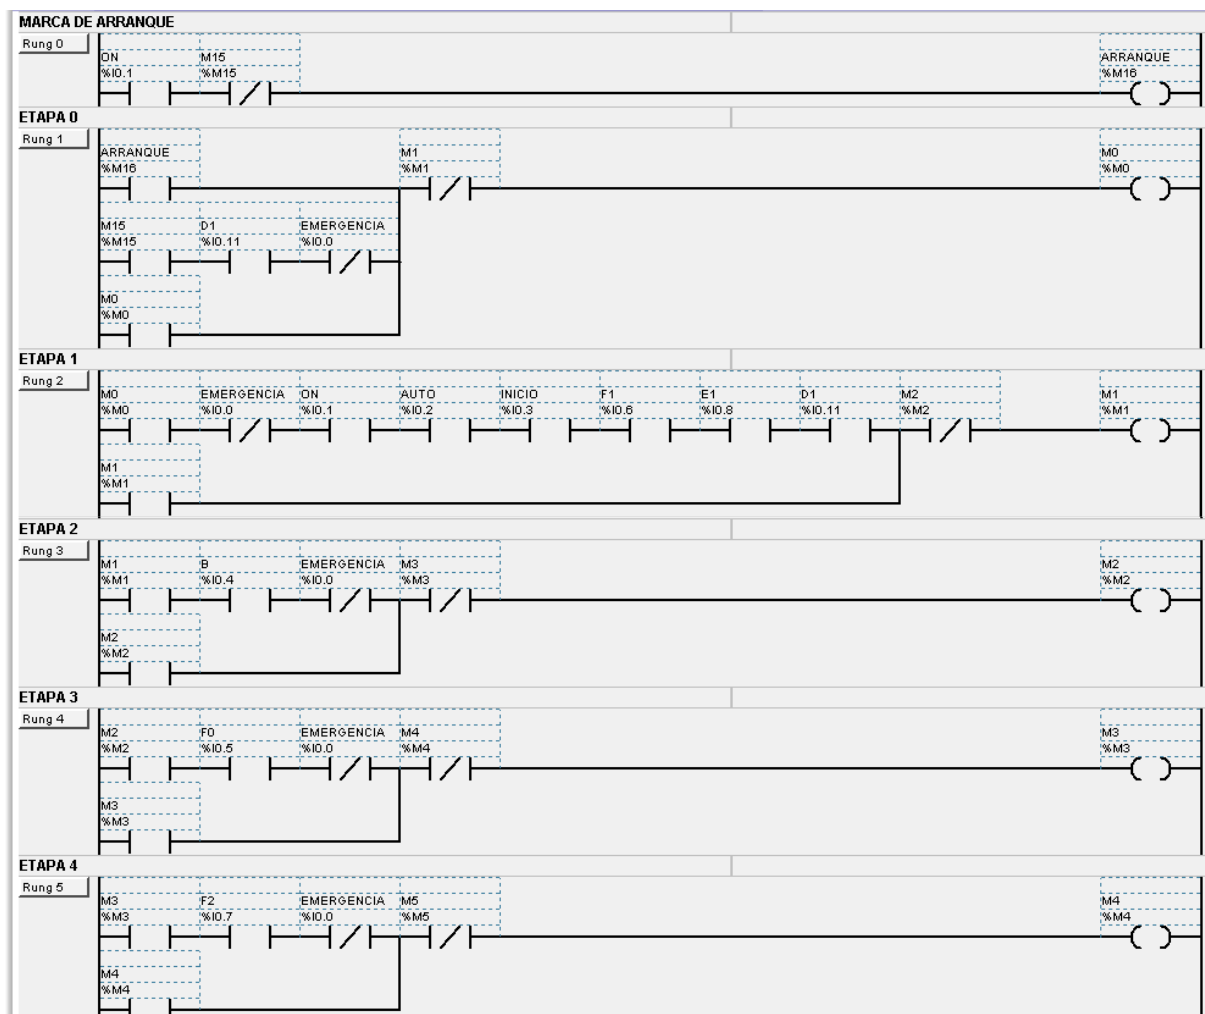 MARCA DE ARRANQUE
Rung 0
ON M15 ARRANQUE
%I0.1 %M15 %M16
ETAPA 0
Rung 1
ARRANQUE M1 M0
%M16 %M1 %M0
M15 D1 EMERGENCIA
%M15 %I0.11 %I0.0
M0
%M0
ETAPA 1
Rung 2
M0 EMERGENCIA ON AUTO INICIO F1 E1 D1 M2 M1
%M0 %I0.0 %I0.1 %I0.2 %I0.3 %I0.6 %I0.8 %I0.11 %M2 %M1
M1
%M1
ETAPA 2
Rung 3
M1 B EMERGENCIA M3 M2
%M1 %I0.4 %I0.0 %M3 %M2
M2
%M2
ETAPA 3
Rung 4
M2 F0 EMERGENCIA M4 M3
%M2 %I0.5 %I0.0 %M4 %M3
M3
%M3
ETAPA 4
Rung 5
M3 F2 EMERGENCIA M5 M4
%M3 %I0.7 %I0.0 %M5 %M4
M4
%M4